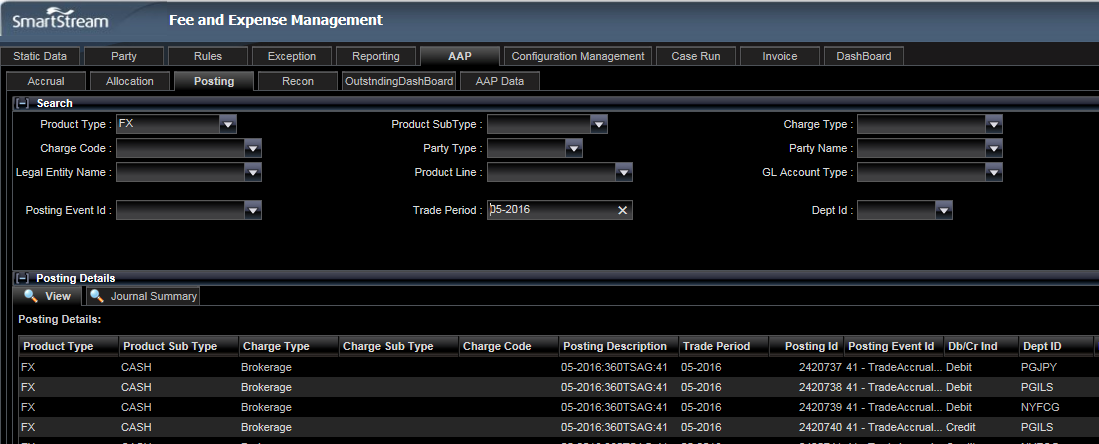 SmartStream Fee and Expense Management
Static Data Party Rules Exception Reporting AAP Configuration Management Case Run Invoice DashBoard
Accrual Allocation Posting Recon OutstndingDashBoard AAP Data
[−] Search
Product Type : FX Product SubType : Charge Type :
Charge Code : Party Type : Party Name :
Legal Entity Name : Product Line : GL Account Type :
Posting Event Id : Trade Period : 05-2016 Dept Id :
[−] Posting Details
View Journal Summary
Posting Details:
Product Type Product Sub Type Charge Type Charge Sub Type Charge Code Posting Description Trade Period Posting Id Posting Event Id Db/Cr Ind Dept ID
FX CASH Brokerage 05-2016:360TSAG:41 05-2016 2420737 41 - TradeAccrual... Debit PGJPY
FX CASH Brokerage 05-2016:360TSAG:41 05-2016 2420738 41 - TradeAccrual... Debit PGILS
FX CASH Brokerage 05-2016:360TSAG:41 05-2016 2420739 41 - TradeAccrual... Debit NYFCG
FX CASH Brokerage 05-2016:360TSAG:41 05-2016 2420740 41 - TradeAccrual... Credit PGILS